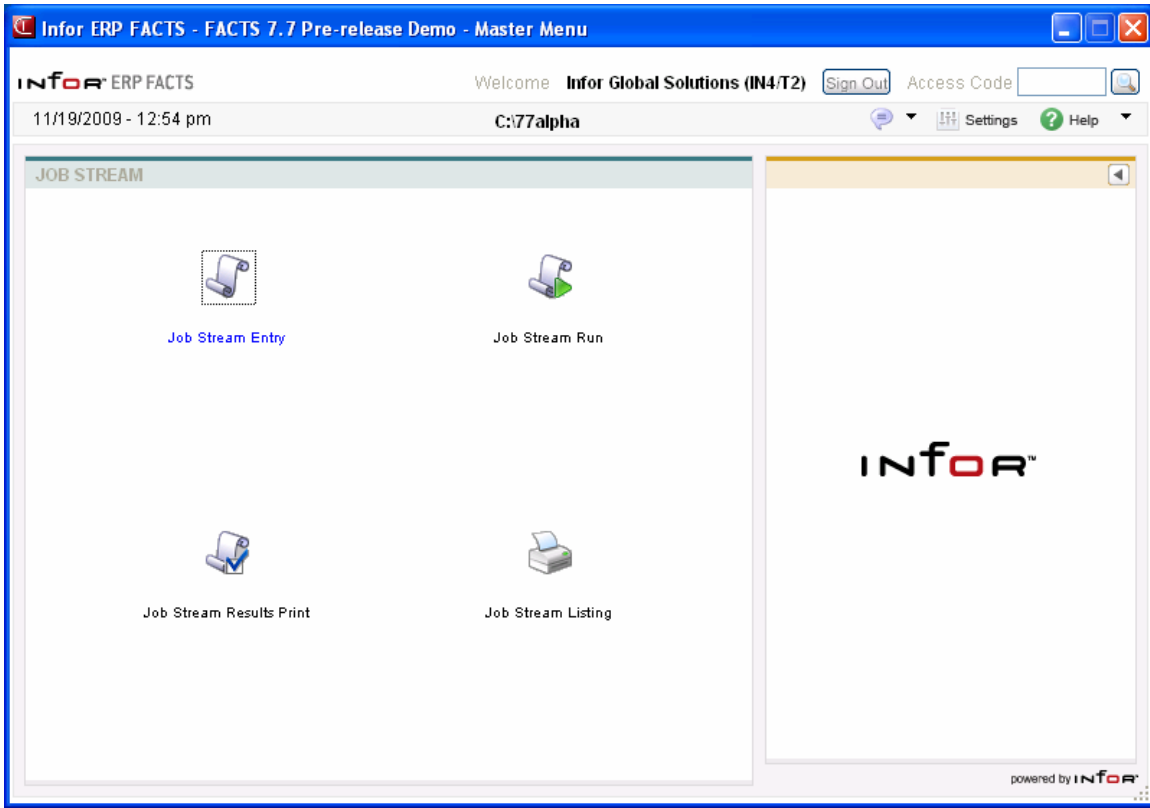 Infor ERP FACTS - FACTS 7.7 Pre-release Demo - Master Menu
infor ERP FACTS Welcome Infor Global Solutions (IN4/T2) Sign Out Access Code
11/19/2009 - 12:54 pm C:\77alpha Settings Help
JOB STREAM
Job Stream Entry Job Stream Run
infor™
Job Stream Results Print Job Stream Listing
powered by infor